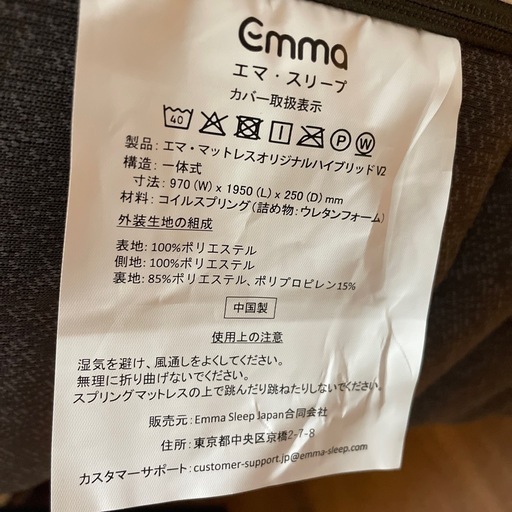 emma
エマ・スリープ
カバー取扱表示
40 P W
製品：エマ・マットレスオリジナルハイブリッド V2
構造：一体式
寸法：970 (W) x 1950 (L) x 250 (D) mm
材料：コイルスプリング（詰め物：ウレタンフォーム）
外装生地の組成
表地：100%ポリエステル
側地：100%ポリエステル
裏地：85%ポリエステル、ポリプロピレン15%
中国製
使用上の注意
湿気を避け、風通しをよくしてください。
無理に折り曲げないでください。
スプリングマットレスの上で跳んだり跳ねたりしないでください。
販売元：Emma Sleep Japan合同会社
住所：東京都中央区京橋2-7-8
カスタマーサポート：customer-support.jp@emma-sleep.com